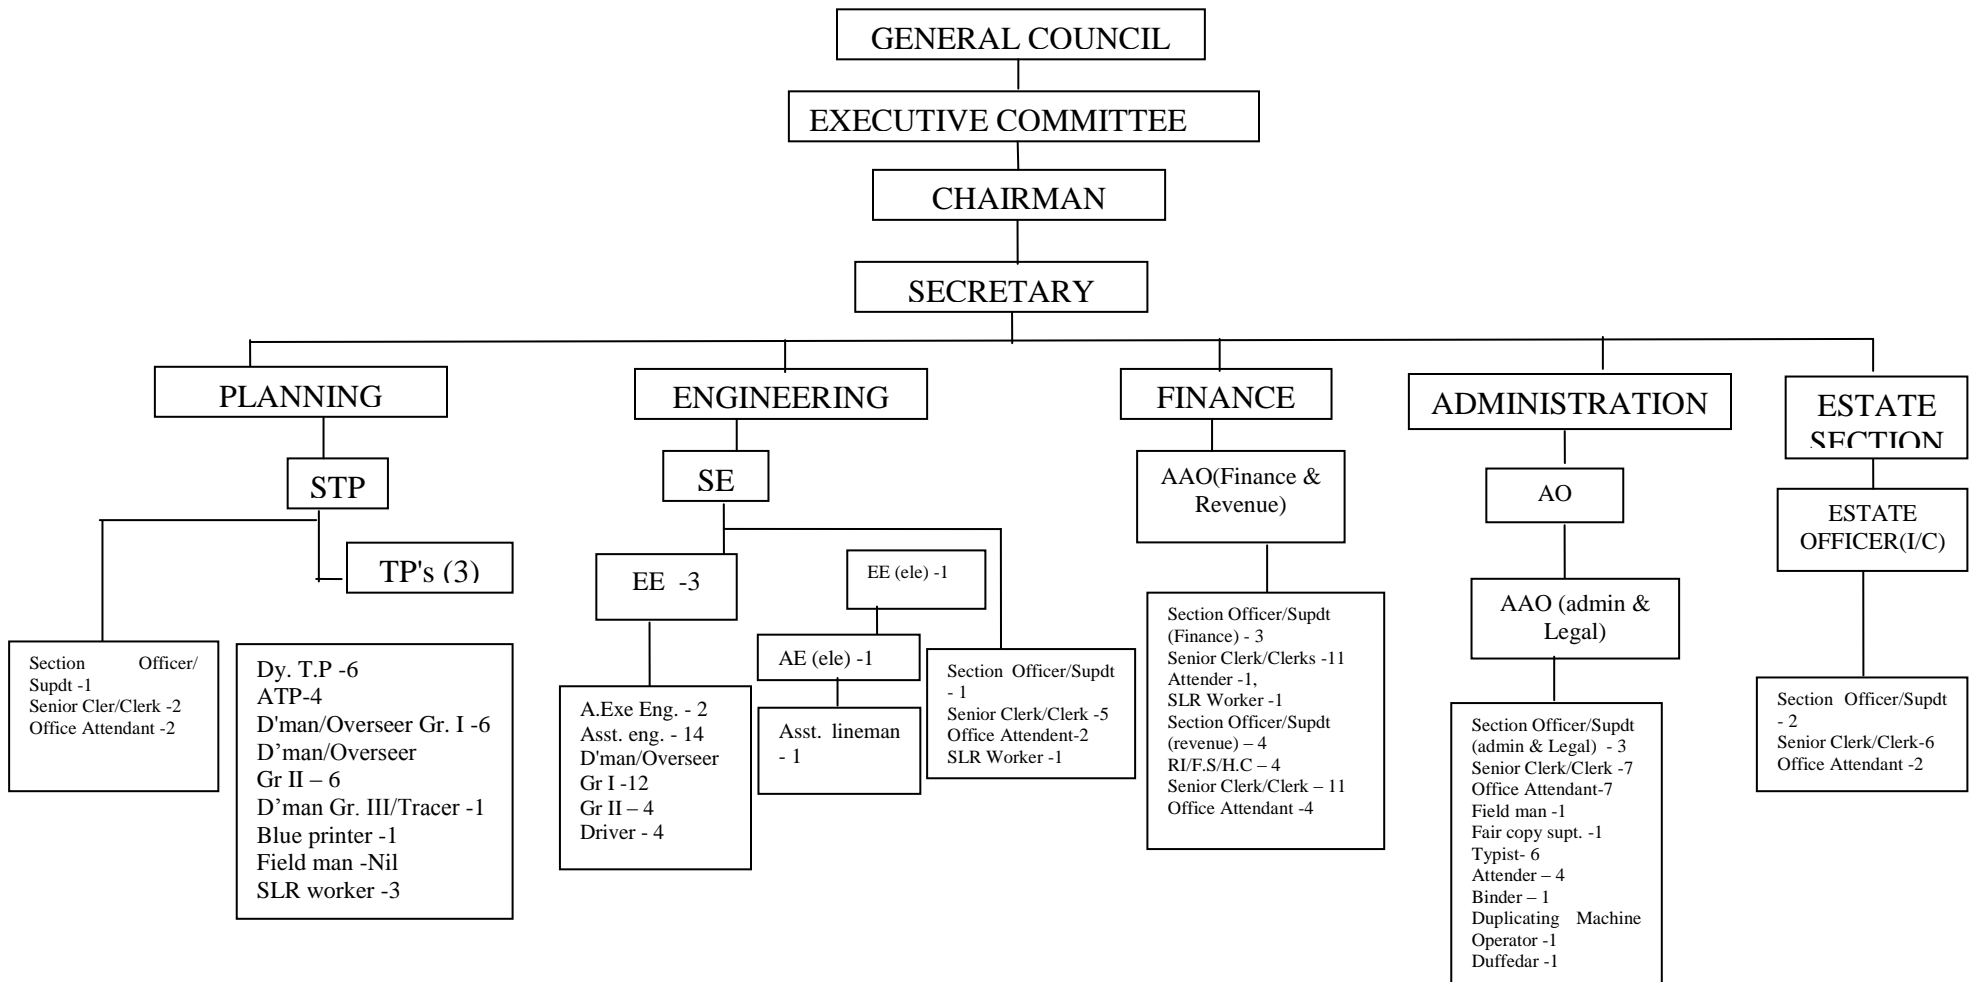 GENERAL COUNCIL
EXECUTIVE COMMITTEE
CHAIRMAN
SECRETARY
PLANNING
ENGINEERING
FINANCE
ADMINISTRATION
ESTATE
SECTION
STP
TP's (3)
Section Officer/
Supdt -1
Senior Cler/Clerk -2
Office Attendant -2
Dy. T.P -6
ATP-4
D'man/Overseer Gr. I -6
D’man/Overseer
Gr II – 6
D’man Gr. III/Tracer -1
Blue printer -1
Field man -Nil
SLR worker -3
SE
EE -3
A.Exe Eng. - 2
Asst. eng. - 14
D'man/Overseer
Gr I -12
Gr II – 4
Driver - 4
EE (ele) -1
AE (ele) -1
Asst. lineman
- 1
Section Officer/Supdt
- 1
Senior Clerk/Clerk -5
Office Attendent-2
SLR Worker -1
AAO(Finance &
Revenue)
Section Officer/Supdt
(Finance) - 3
Senior Clerk/Clerks -11
Attender -1,
SLR Worker -1
Section Officer/Supdt
(revenue) – 4
RI/F.S/H.C – 4
Senior Clerk/Clerk – 11
Office Attendant -4
AO
AAO (admin &
Legal)
Section Officer/Supdt
(admin & Legal) - 3
Senior Clerk/Clerk -7
Office Attendant-7
Field man -1
Fair copy supt. -1
Typist- 6
Attender – 4
Binder – 1
Duplicating Machine
Operator -1
Duffedar -1
ESTATE
OFFICER(I/C)
Section Officer/Supdt
- 2
Senior Clerk/Clerk-6
Office Attendant -2